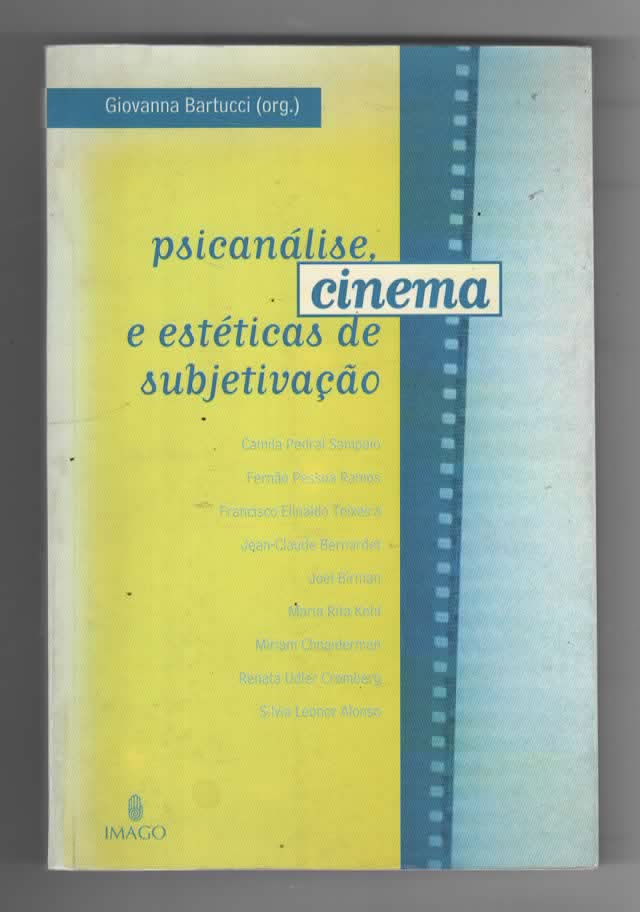 Giovanna Bartucci (org.)
psicanálise,
cinema
e estéticas de
subjetivação
Camila Pedral Sampaio
Fernão Pessoa Ramos
Francisco Elinaldo Teixeira
Jean-Claude Bernardet
Joel Birman
Maria Rita Kehl
Miriam Chnaiderman
Renata Udler Cromberg
Silvia Leonor Alonso
IMAGO